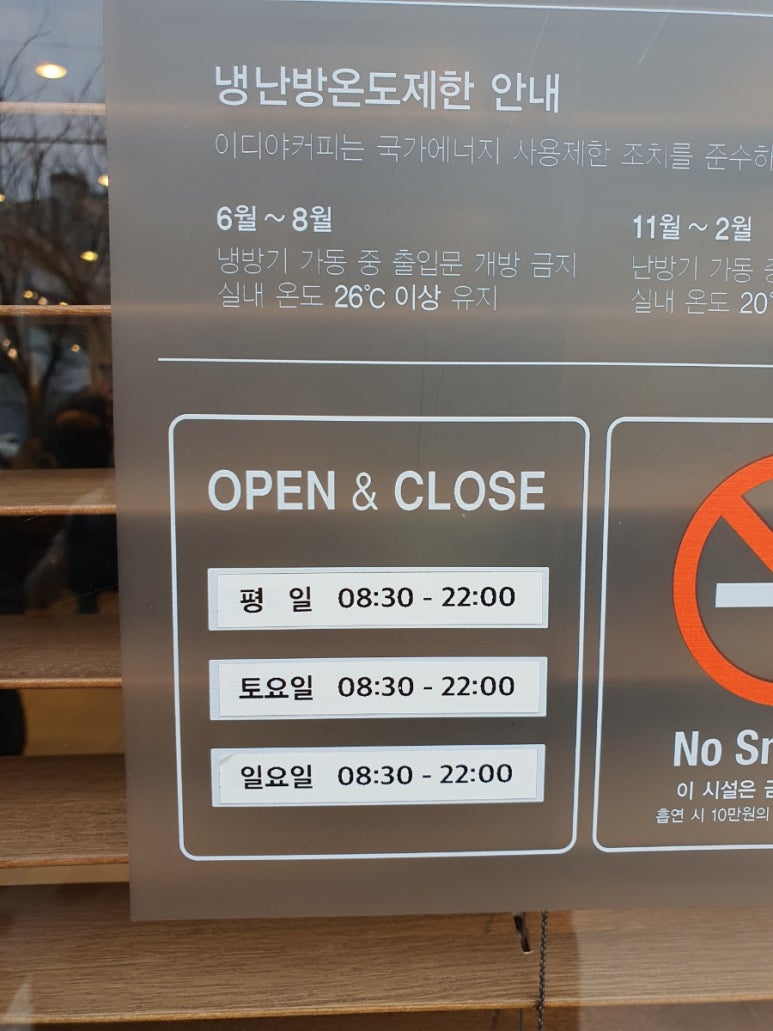 냉난방온도제한 안내
이디야커피는 국가에너지 사용제한 조치를 준수하
6월 ~ 8월
냉방기 가동 중 출입문 개방 금지
실내 온도 26℃ 이상 유지
11월 ~ 2월
난방기 가동 중
실내 온도 20°
OPEN & CLOSE
평 일 08:30 - 22:00
토요일 08:30 - 22:00
일요일 08:30 - 22:00
No Sm
이 시설은 금
흡연 시 10만원의